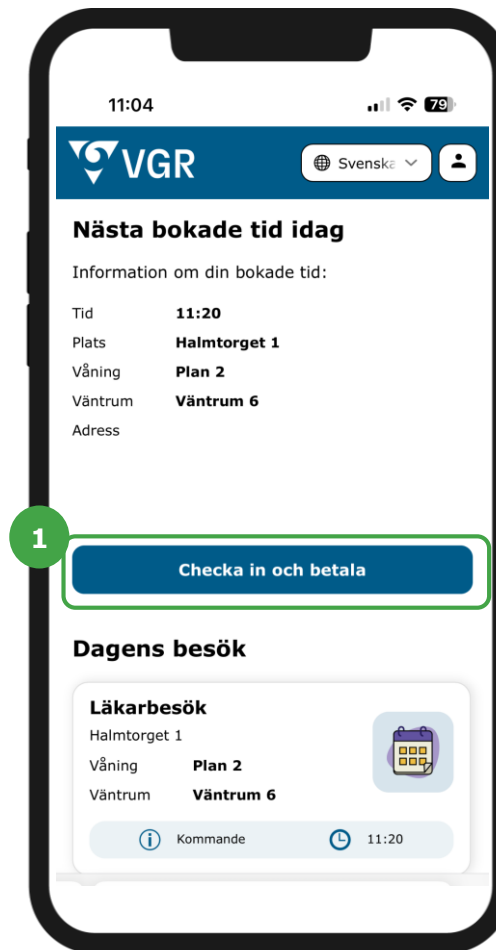 11:04 79
VGR Svenska
Nästa bokade tid idag
Information om din bokade tid:
Tid 11:20
Plats Halmtorget 1
Våning Plan 2
Väntrum Väntrum 6
Adress
1
Checka in och betala
Dagens besök
Läkarbesök
Halmtorget 1
Våning Plan 2
Väntrum Väntrum 6
Kommande 11:20